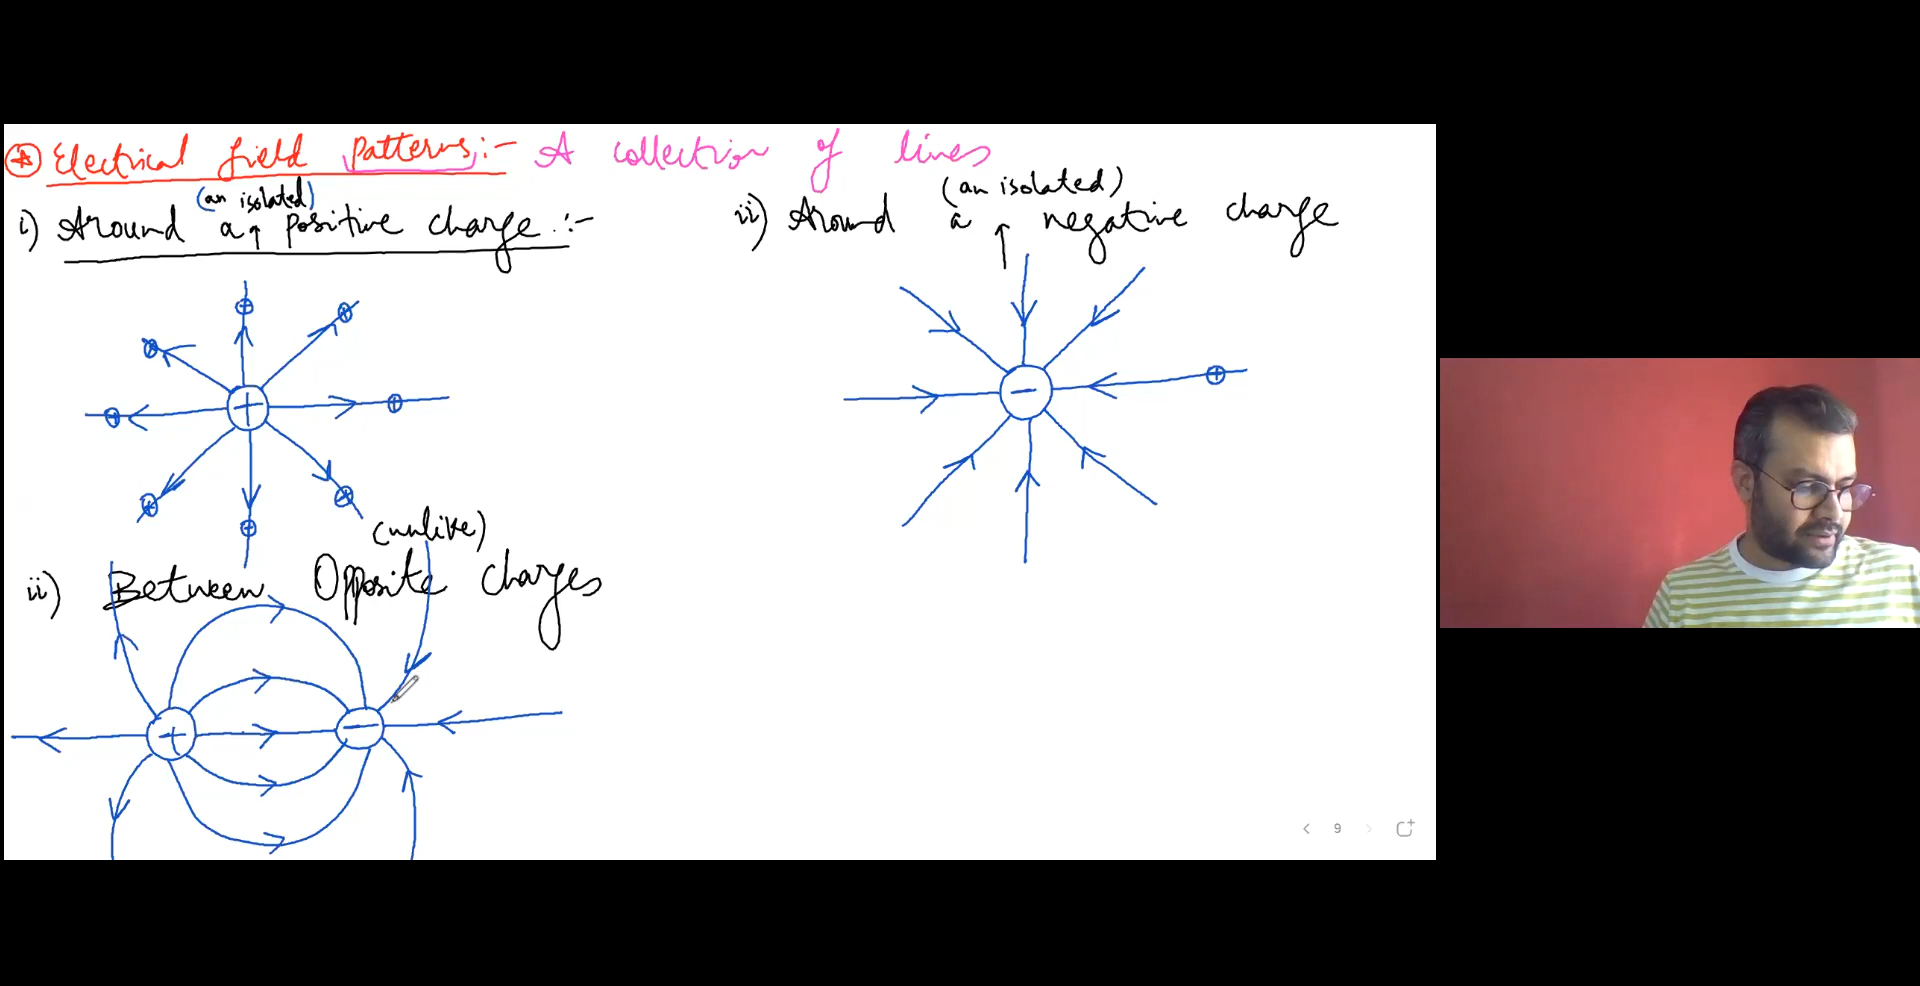 Electrical field patterns:- A collection of lines
(an isolated)
i) Around a↑ positive charge :-
(an isolated)
ii) Around a ↑ negative charge
+ + + + + + + + +
-
+
(unlike)
ii) Between Opposite charges
+ -
9